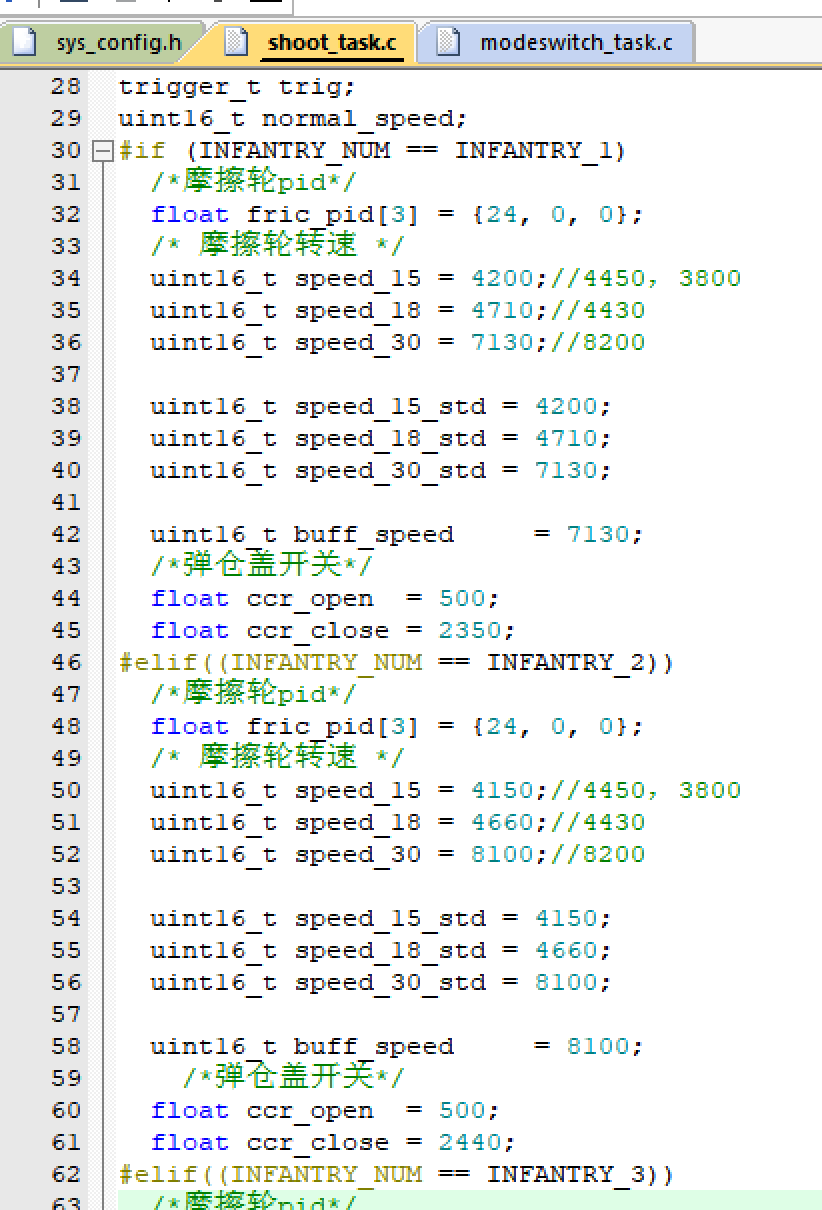 sys_config.h shoot_task.c modeswitch_task.c
28 trigger_t trig;
29 uint16_t normal_speed;
30 #if (INFANTRY_NUM == INFANTRY_1)
31 /*摩擦轮pid*/
32 float fric_pid[3] = {24, 0, 0};
33 /* 摩擦轮转速 */
34 uint16_t speed_15 = 4200;//4450，3800
35 uint16_t speed_18 = 4710;//4430
36 uint16_t speed_30 = 7130;//8200
37
38 uint16_t speed_15_std = 4200;
39 uint16_t speed_18_std = 4710;
40 uint16_t speed_30_std = 7130;
41
42 uint16_t buff_speed     = 7130;
43 /*弹仓盖开关*/
44 float ccr_open  = 500;
45 float ccr_close = 2350;
46 #elif((INFANTRY_NUM == INFANTRY_2))
47 /*摩擦轮pid*/
48 float fric_pid[3] = {24, 0, 0};
49 /* 摩擦轮转速 */
50 uint16_t speed_15 = 4150;//4450，3800
51 uint16_t speed_18 = 4660;//4430
52 uint16_t speed_30 = 8100;//8200
53
54 uint16_t speed_15_std = 4150;
55 uint16_t speed_18_std = 4660;
56 uint16_t speed_30_std = 8100;
57
58 uint16_t buff_speed     = 8100;
59 /*弹仓盖开关*/
60 float ccr_open  = 500;
61 float ccr_close = 2440;
62 #elif((INFANTRY_NUM == INFANTRY_3))
63 /*摩擦轮pid*/